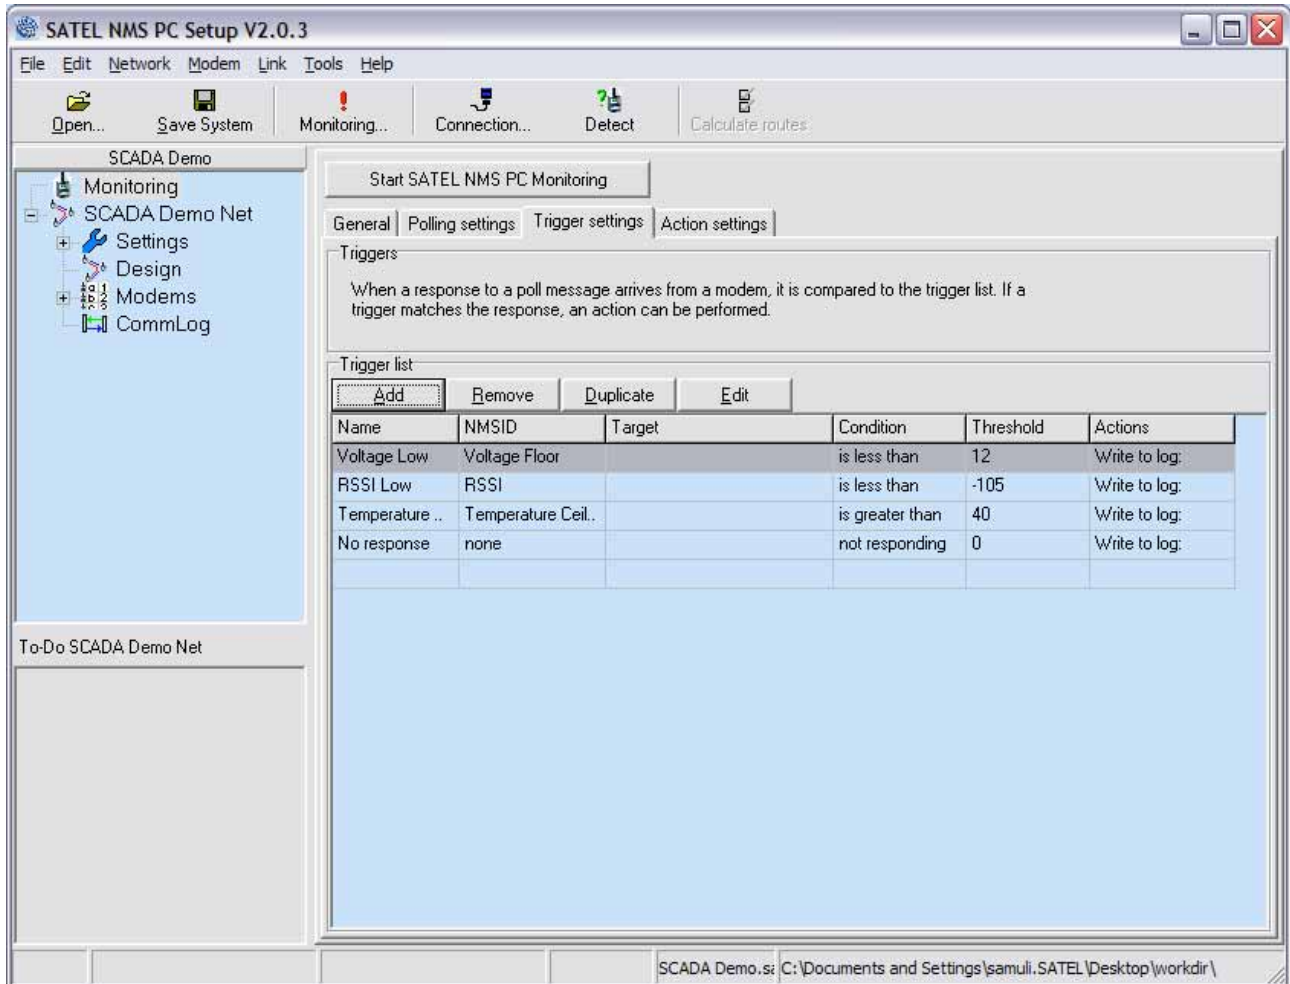 SATEL NMS PC Setup V2.0.3
File Edit Network Modem Link Tools Help
Open... Save System Monitoring... Connection... Detect Calculate routes
SCADA Demo
Monitoring
SCADA Demo Net
Settings
Design
Modems
CommLog
To-Do SCADA Demo Net
Start SATEL NMS PC Monitoring
General Polling settings Trigger settings Action settings
Triggers
When a response to a poll message arrives from a modem, it is compared to the trigger list. If a
trigger matches the response, an action can be performed.
Trigger list
Add Remove Duplicate Edit
Name NMSID Target Condition Threshold Actions
Voltage Low Voltage Floor is less than 12 Write to log:
RSSI Low RSSI is less than -105 Write to log:
Temperature .. Temperature Ceil.. is greater than 40 Write to log:
No response none not responding 0 Write to log:
SCADA Demo.sa C:\Documents and Settings\samuli.SATEL\Desktop\workdir\